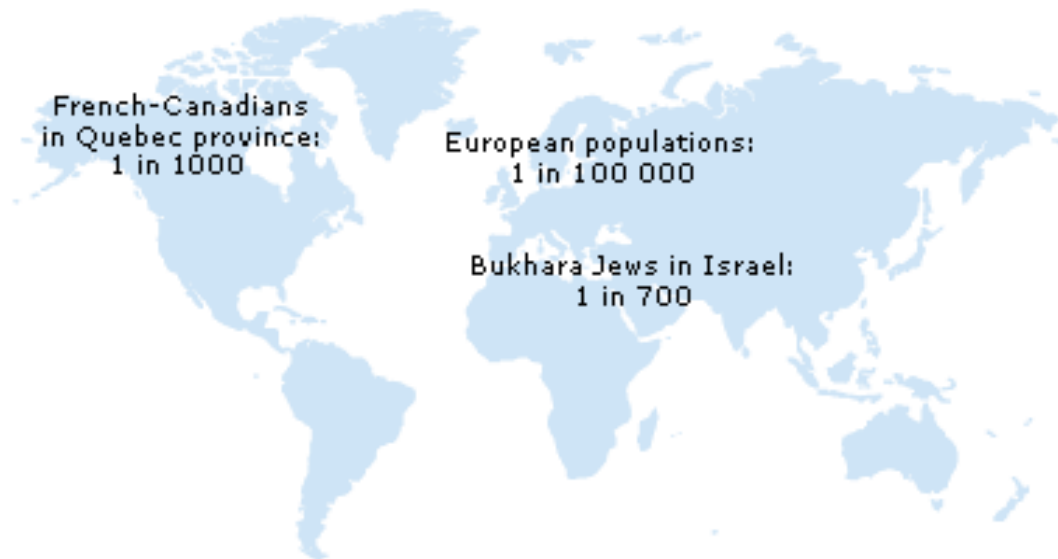 French-Canadians
in Quebec province:
1 in 1000
European populations:
1 in 100 000
Bukhara Jews in Israel:
1 in 700